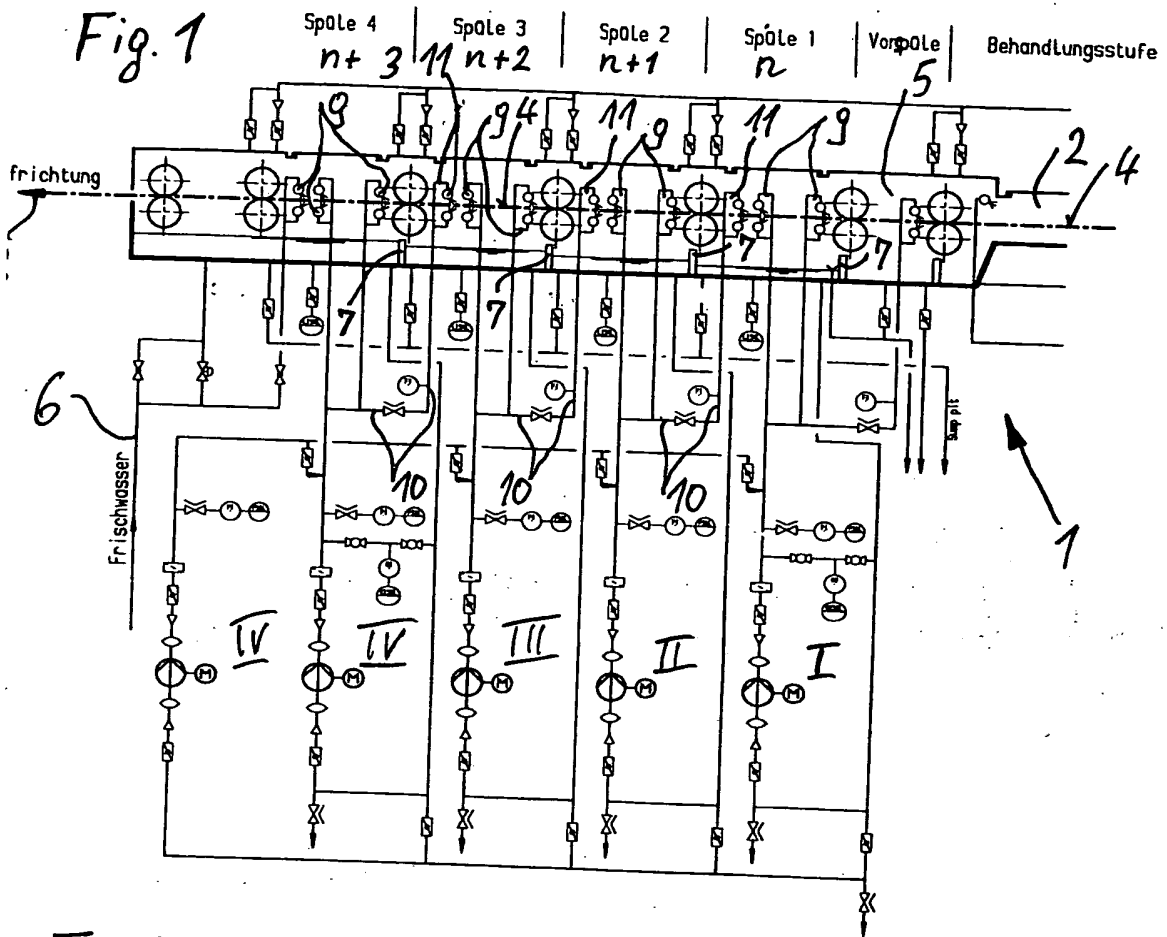 Fig. 1
Spüle 4
Spüle 3
Spüle 2
Spüle 1
Vorspüle
Behandlungsstufe
n+3
n+2
n+1
n
11
5
9
9
4
11
9
11
9
2
4
frichtung
7
7
7
7
6
10
10
10
Sump pit
1
Frischwasser
IV
IV
III
II
I
M
M
M
M
M